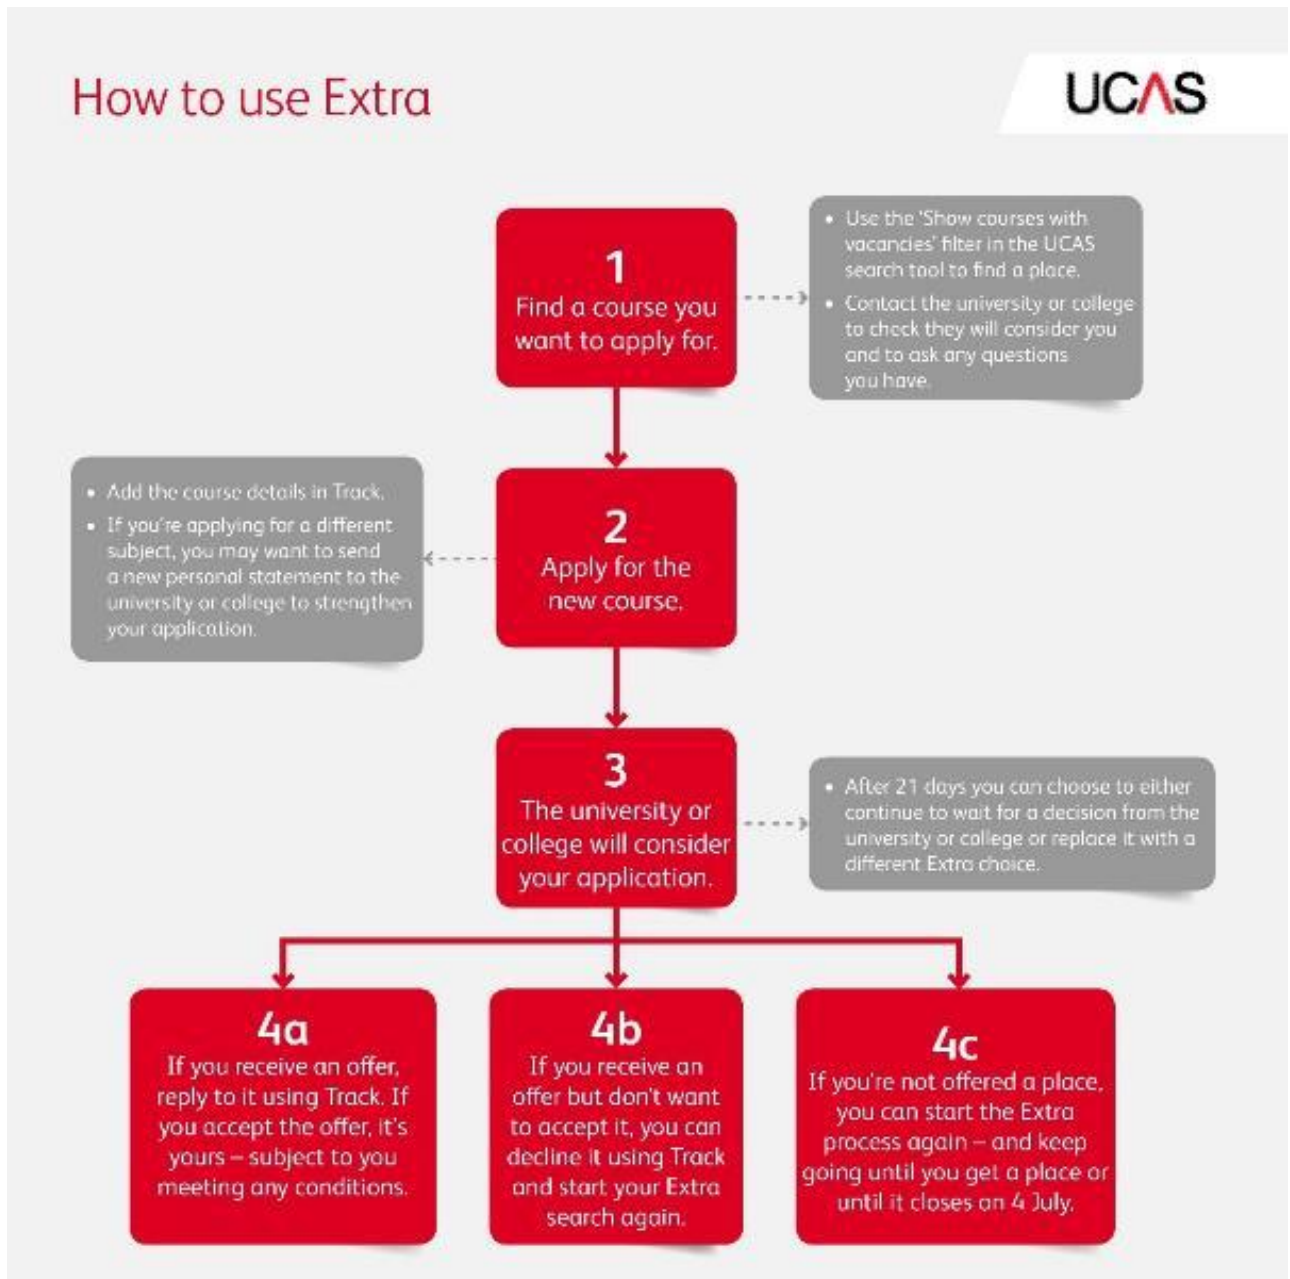 How to use Extra
UCAS
1
Find a course you
want to apply for.
• Use the 'Show courses with
vacancies' filter in the UCAS
search tool to find a place.
• Contact the university or college
to check they will consider you
and to ask any questions
you have.
• Add the course details in Track.
• If you're applying for a different
subject, you may want to send
a new personal statement to the
university or college to strengthen
your application.
2
Apply for the
new course.
3
The university or
college will consider
your application.
• After 21 days you can choose to either
continue to wait for a decision from the
university or college or replace it with a
different Extra choice.
4a
If you receive an offer,
reply to it using Track. If
you accept the offer, it's
yours – subject to you
meeting any conditions.
4b
If you receive an
offer but don't want
to accept it, you can
decline it using Track
and start your Extra
search again.
4c
If you're not offered a place,
you can start the Extra
process again – and keep
going until you get a place or
until it closes on 4 July.